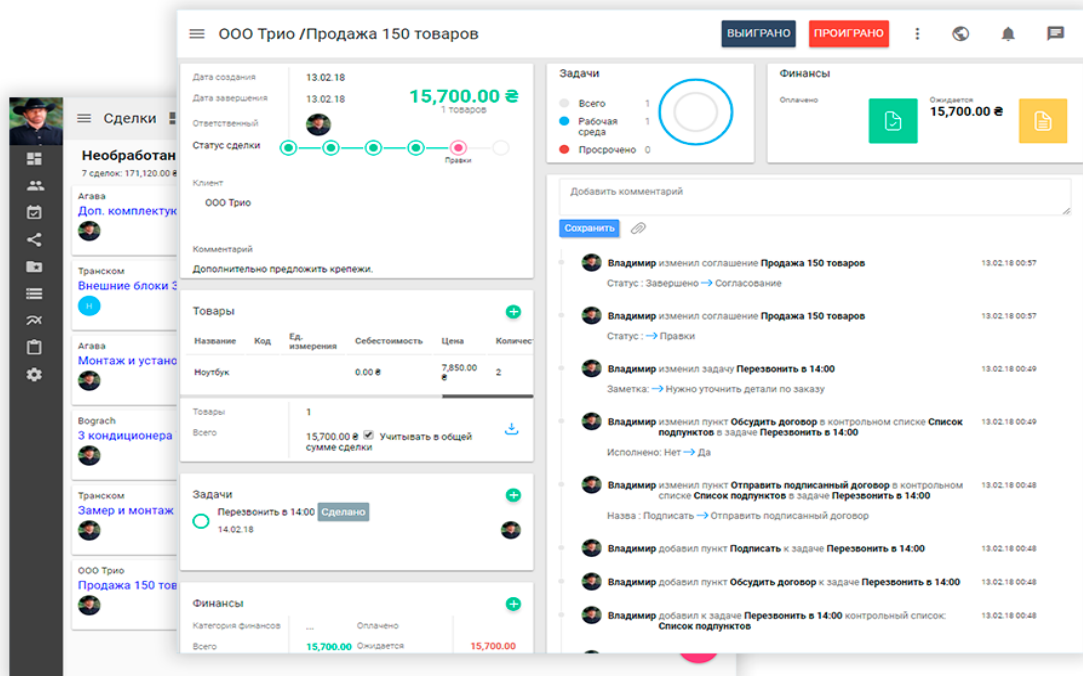 ООО Трио /Продажа 150 товаров
ВЫИГРАНО
ПРОИГРАНО
Сделки
Необработан
7 сделок: 171,120.00 ₴
Агава
Доп. комплектук
Транском
Внешние блоки 3
Н
Агава
Монтаж и устано
Bograch
3 кондиционера
Транском
Замер и монтаж
ООО Трио
Продажа 150 тов
Дата создания 13.02.18
Дата завершения 13.02.18
15,700.00 ₴
1 товаров
Ответственный
Статус сделки
Правки
Клиент
ООО Трио
Комментарий
Дополнительно предложить крепежи.
Товары
Название Код Ед. измерения Себестоимость Цена Количест
Ноутбук 0.00 ₴ 7,850.00 ₴ 2
Товары 1
Всего 15,700.00 ₴ Учитывать в общей
сумме сделки
Задачи
Перезвонить в 14:00 Сделано
14.02.18
Финансы
Категория финансов ... Оплачено
Всего 15,700.00 Ожидается 15,700.00
Задачи
Всего 1
Рабочая среда 1
Просрочено 0
Финансы
Оплачено
Ожидается
15,700.00 ₴
Добавить комментарий
Сохранить
Владимир изменил соглашение Продажа 150 товаров 13.02.18 00:57
Статус : Завершено → Согласование
Владимир изменил соглашение Продажа 150 товаров 13.02.18 00:57
Статус : → Правки
Владимир изменил задачу Перезвонить в 14:00 13.02.18 00:49
Заметка: → Нужно уточнить детали по заказу
Владимир изменил пункт Обсудить договор в контрольном списке Список 13.02.18 00:49
подпунктов в задаче Перезвонить в 14:00
Исполнено: Нет → Да
Владимир изменил пункт Отправить подписанный договор в контрольном 13.02.18 00:48
списке Список подпунктов в задаче Перезвонить в 14:00
Назва : Подписать → Отправить подписанный договор
Владимир добавил пункт Подписать к задаче Перезвонить в 14:00 13.02.18 00:48
Владимир добавил пункт Обсудить договор к задаче Перезвонить в 14:00 13.02.18 00:48
Владимир добавил к задаче Перезвонить в 14:00 контрольный список: 13.02.18 00:48
Список подпунктов